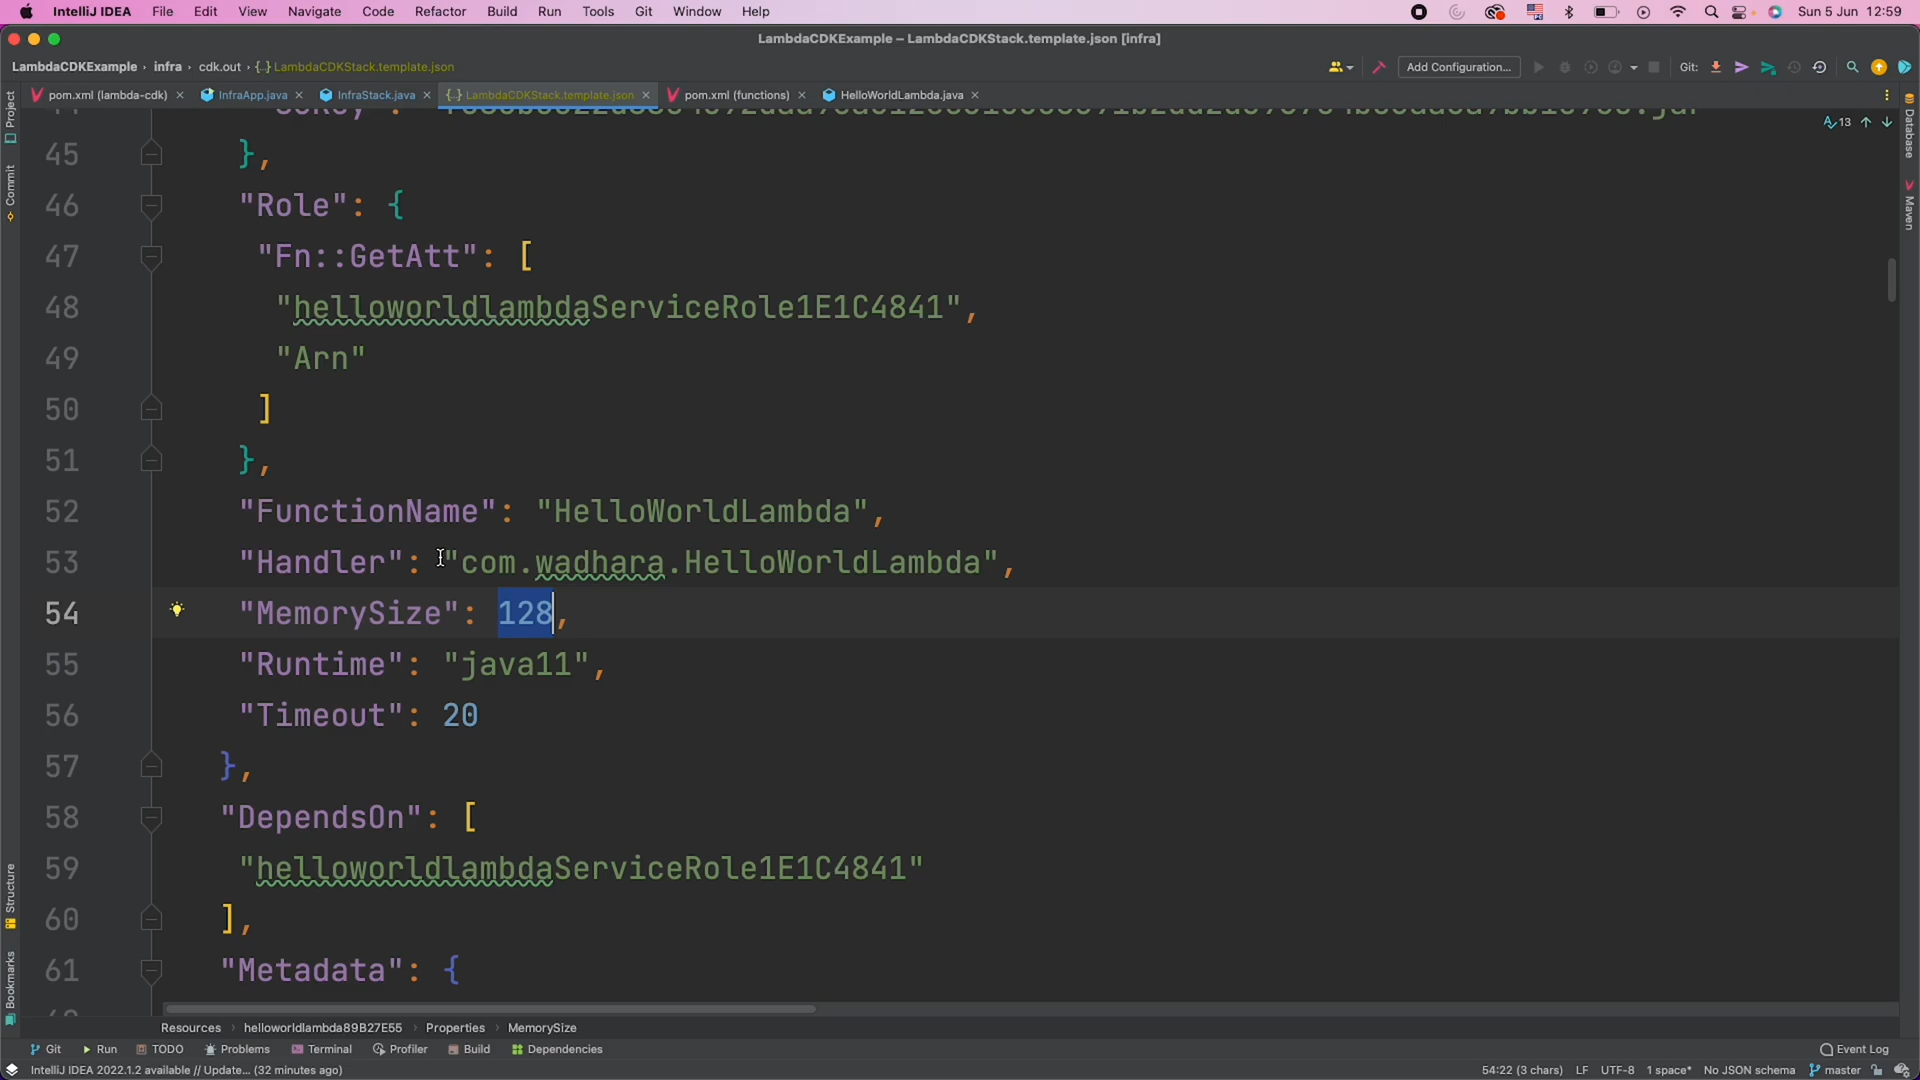 IntelliJ IDEA File Edit View Navigate Code Refactor Build Run Tools Git Window Help Sun 5 Jun 12:59
LambdaCDKExample – LambdaCDKStack.template.json [infra]
LambdaCDKExample › infra › cdk.out › LambdaCDKStack.template.json Add Configuration... Git:
pom.xml (lambda-cdk) InfraApp.java InfraStack.java LambdaCDKStack.template.json pom.xml (functions) HelloWorldLambda.java
13
45 },
46 "Role": {
47 "Fn::GetAtt": [
48 "helloworldlambdaServiceRole1E1C4841",
49 "Arn"
50 ]
51 },
52 "FunctionName": "HelloWorldLambda",
53 "Handler": "com.wadhara.HelloWorldLambda",
54 "MemorySize": 128,
55 "Runtime": "java11",
56 "Timeout": 20
57 },
58 "DependsOn": [
59 "helloworldlambdaServiceRole1E1C4841"
60 ],
61 "Metadata": {
Project
Commit
Structure
Bookmarks
Database
Maven
Resources › helloworldlambda89B27E55 › Properties › MemorySize
Git Run TODO Problems Terminal Profiler Build Dependencies Event Log
IntelliJ IDEA 2022.1.2 available // Update... (32 minutes ago) 54:22 (3 chars) LF UTF-8 1 space* No JSON schema master